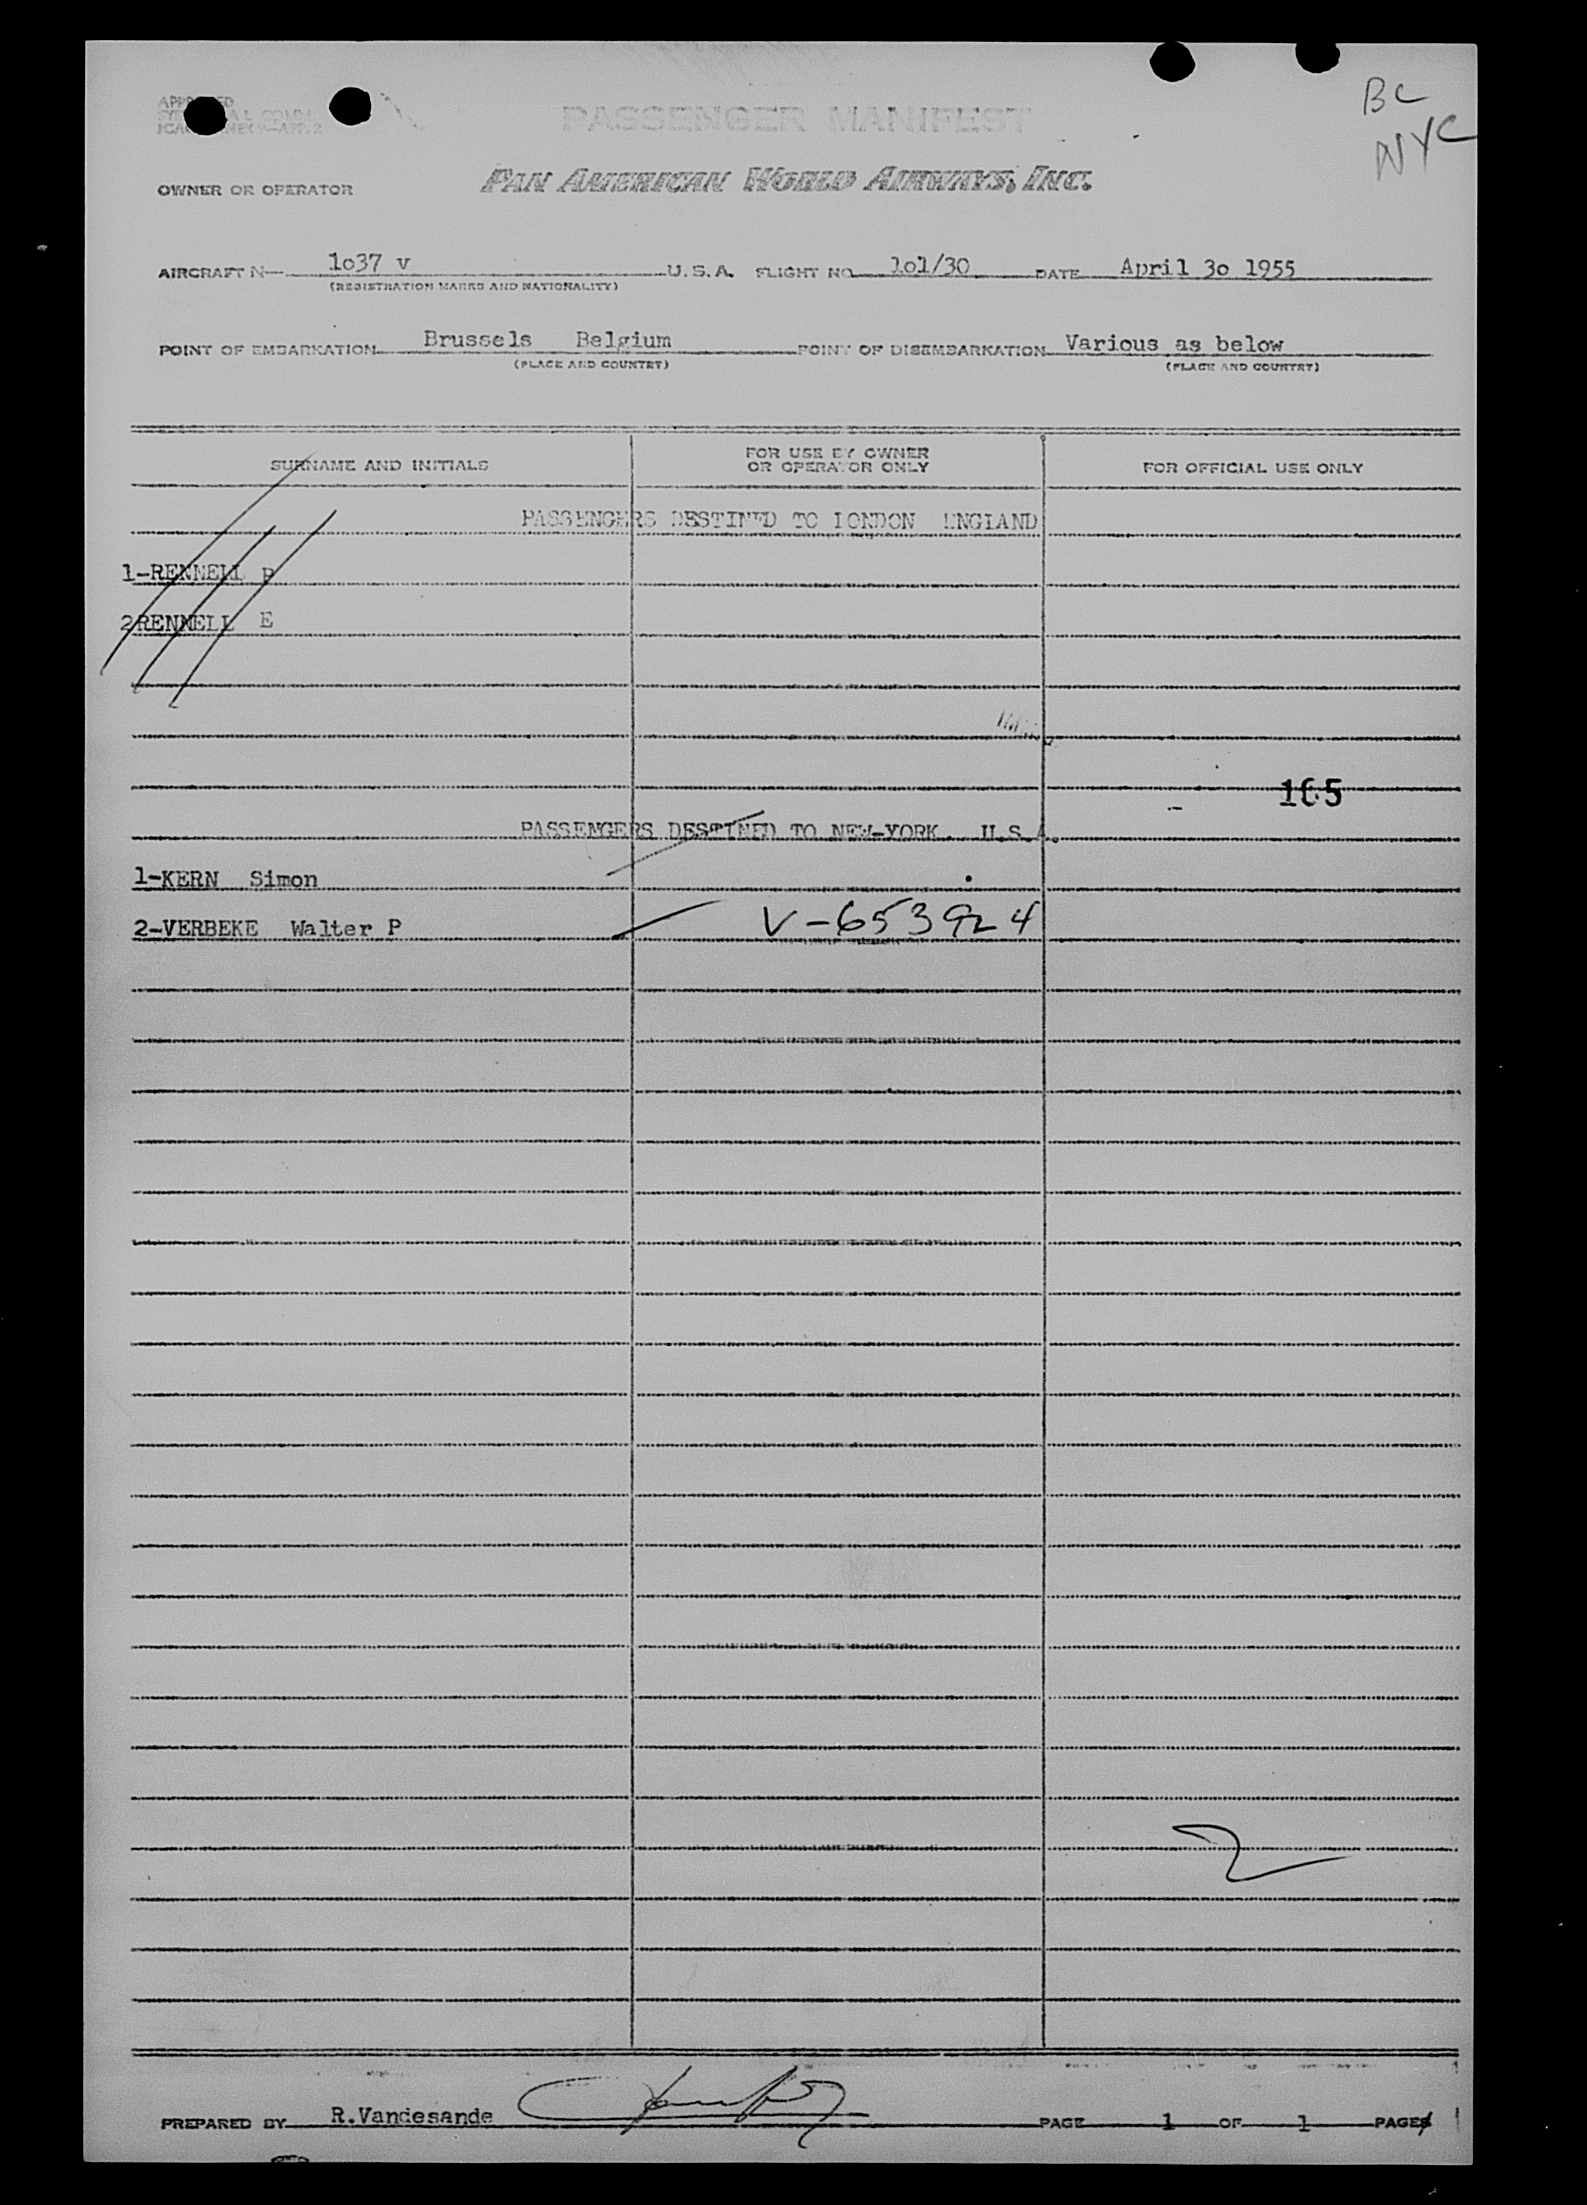 BC
NYC
PASSENGER MANIFEST
OWNER OR OPERATOR PAN AMERICAN WORLD AIRWAYS, INC.
AIRCRAFT N— 1o37 v U.S.A. FLIGHT NO. 1o1/30 DATE April 3o 1955
(REGISTRATION MARKS AND NATIONALITY)
POINT OF EMBARKATION Brussels Belgium POINT OF DISEMBARKATION Various as below
(PLACE AND COUNTRY) (PLACE AND COUNTRY)
SURNAME AND INITIALS FOR USE BY OWNER OR OPERATOR ONLY FOR OFFICIAL USE ONLY
PASSENGERS DESTINED TO LONDON ENGLAND
1-RENNELL
2RENNELL E
165
PASSENGERS DESTINED TO NEW-YORK. U.S.A.
1-KERN Simon
2-VERBEKE Walter P V-653924
2
PREPARED BY R.Vandesande PAGE 1 OF 1 PAGES